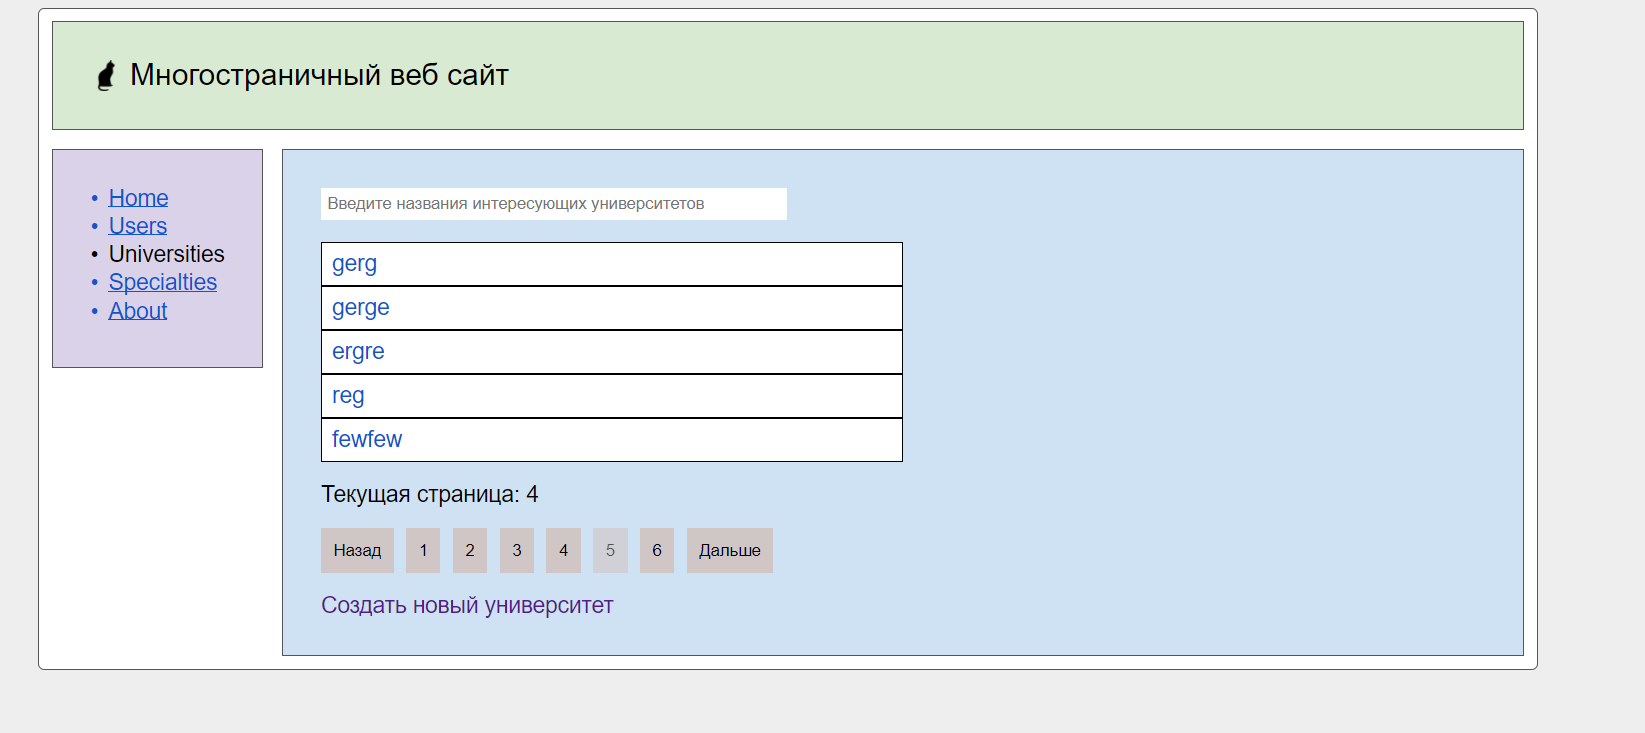 Многостраничный веб сайт
• Home
• Users
• Universities
• Specialties
• About
Введите названия интересующих университетов
gerg
gerge
ergre
reg
fewfew
Текущая страница: 4
Назад 1 2 3 4 5 6 Дальше
Создать новый университет